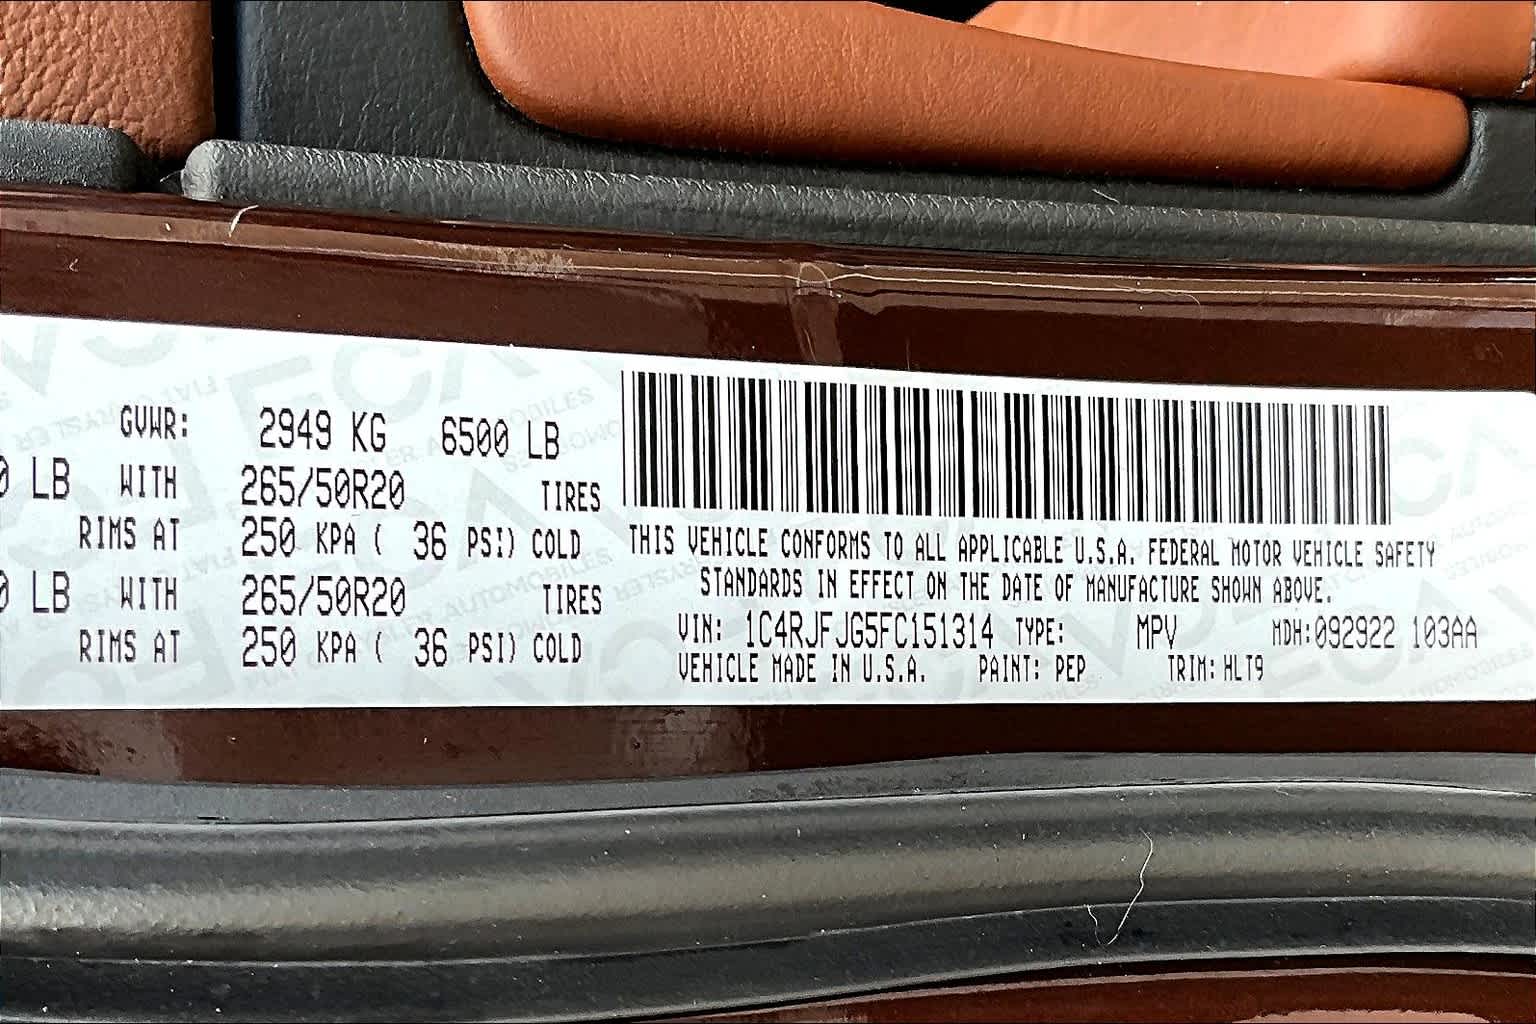 GVWR: 2949 KG 6500 LB
0 LB WITH 265/50R20 TIRES
RIMS AT 250 KPA ( 36 PSI) COLD
0 LB WITH 265/50R20 TIRES
RIMS AT 250 KPA ( 36 PSI) COLD
THIS VEHICLE CONFORMS TO ALL APPLICABLE U.S.A. FEDERAL MOTOR VEHICLE SAFETY
STANDARDS IN EFFECT ON THE DATE OF MANUFACTURE SHOWN ABOVE.
VIN: 1C4RJFJG5FC151314 TYPE: MPV MDH:092922 103AA
VEHICLE MADE IN U.S.A. PAINT: PEP TRIM: HLT9